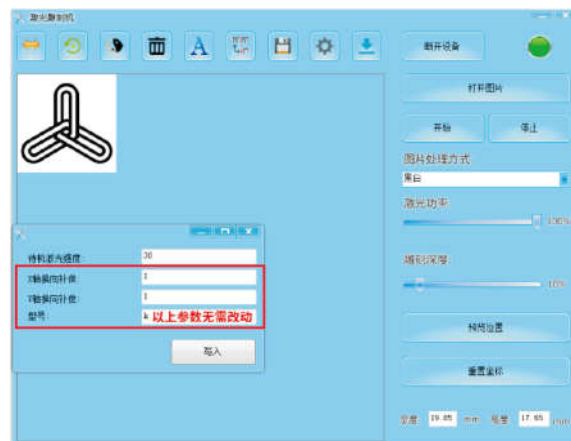 激光雕刻机
A
断开设备
打开图片
开始 停止
图片处理方式
黑白
激光功率
100%
雕刻深度:
10%
预览位置
重置坐标
宽度: 19.05 mm 高度: 17.65 mm
待机激光强度: 30
X轴换向补偿: 1
Y轴换向补偿: 1
型号: k 以上参数无需改动
写入